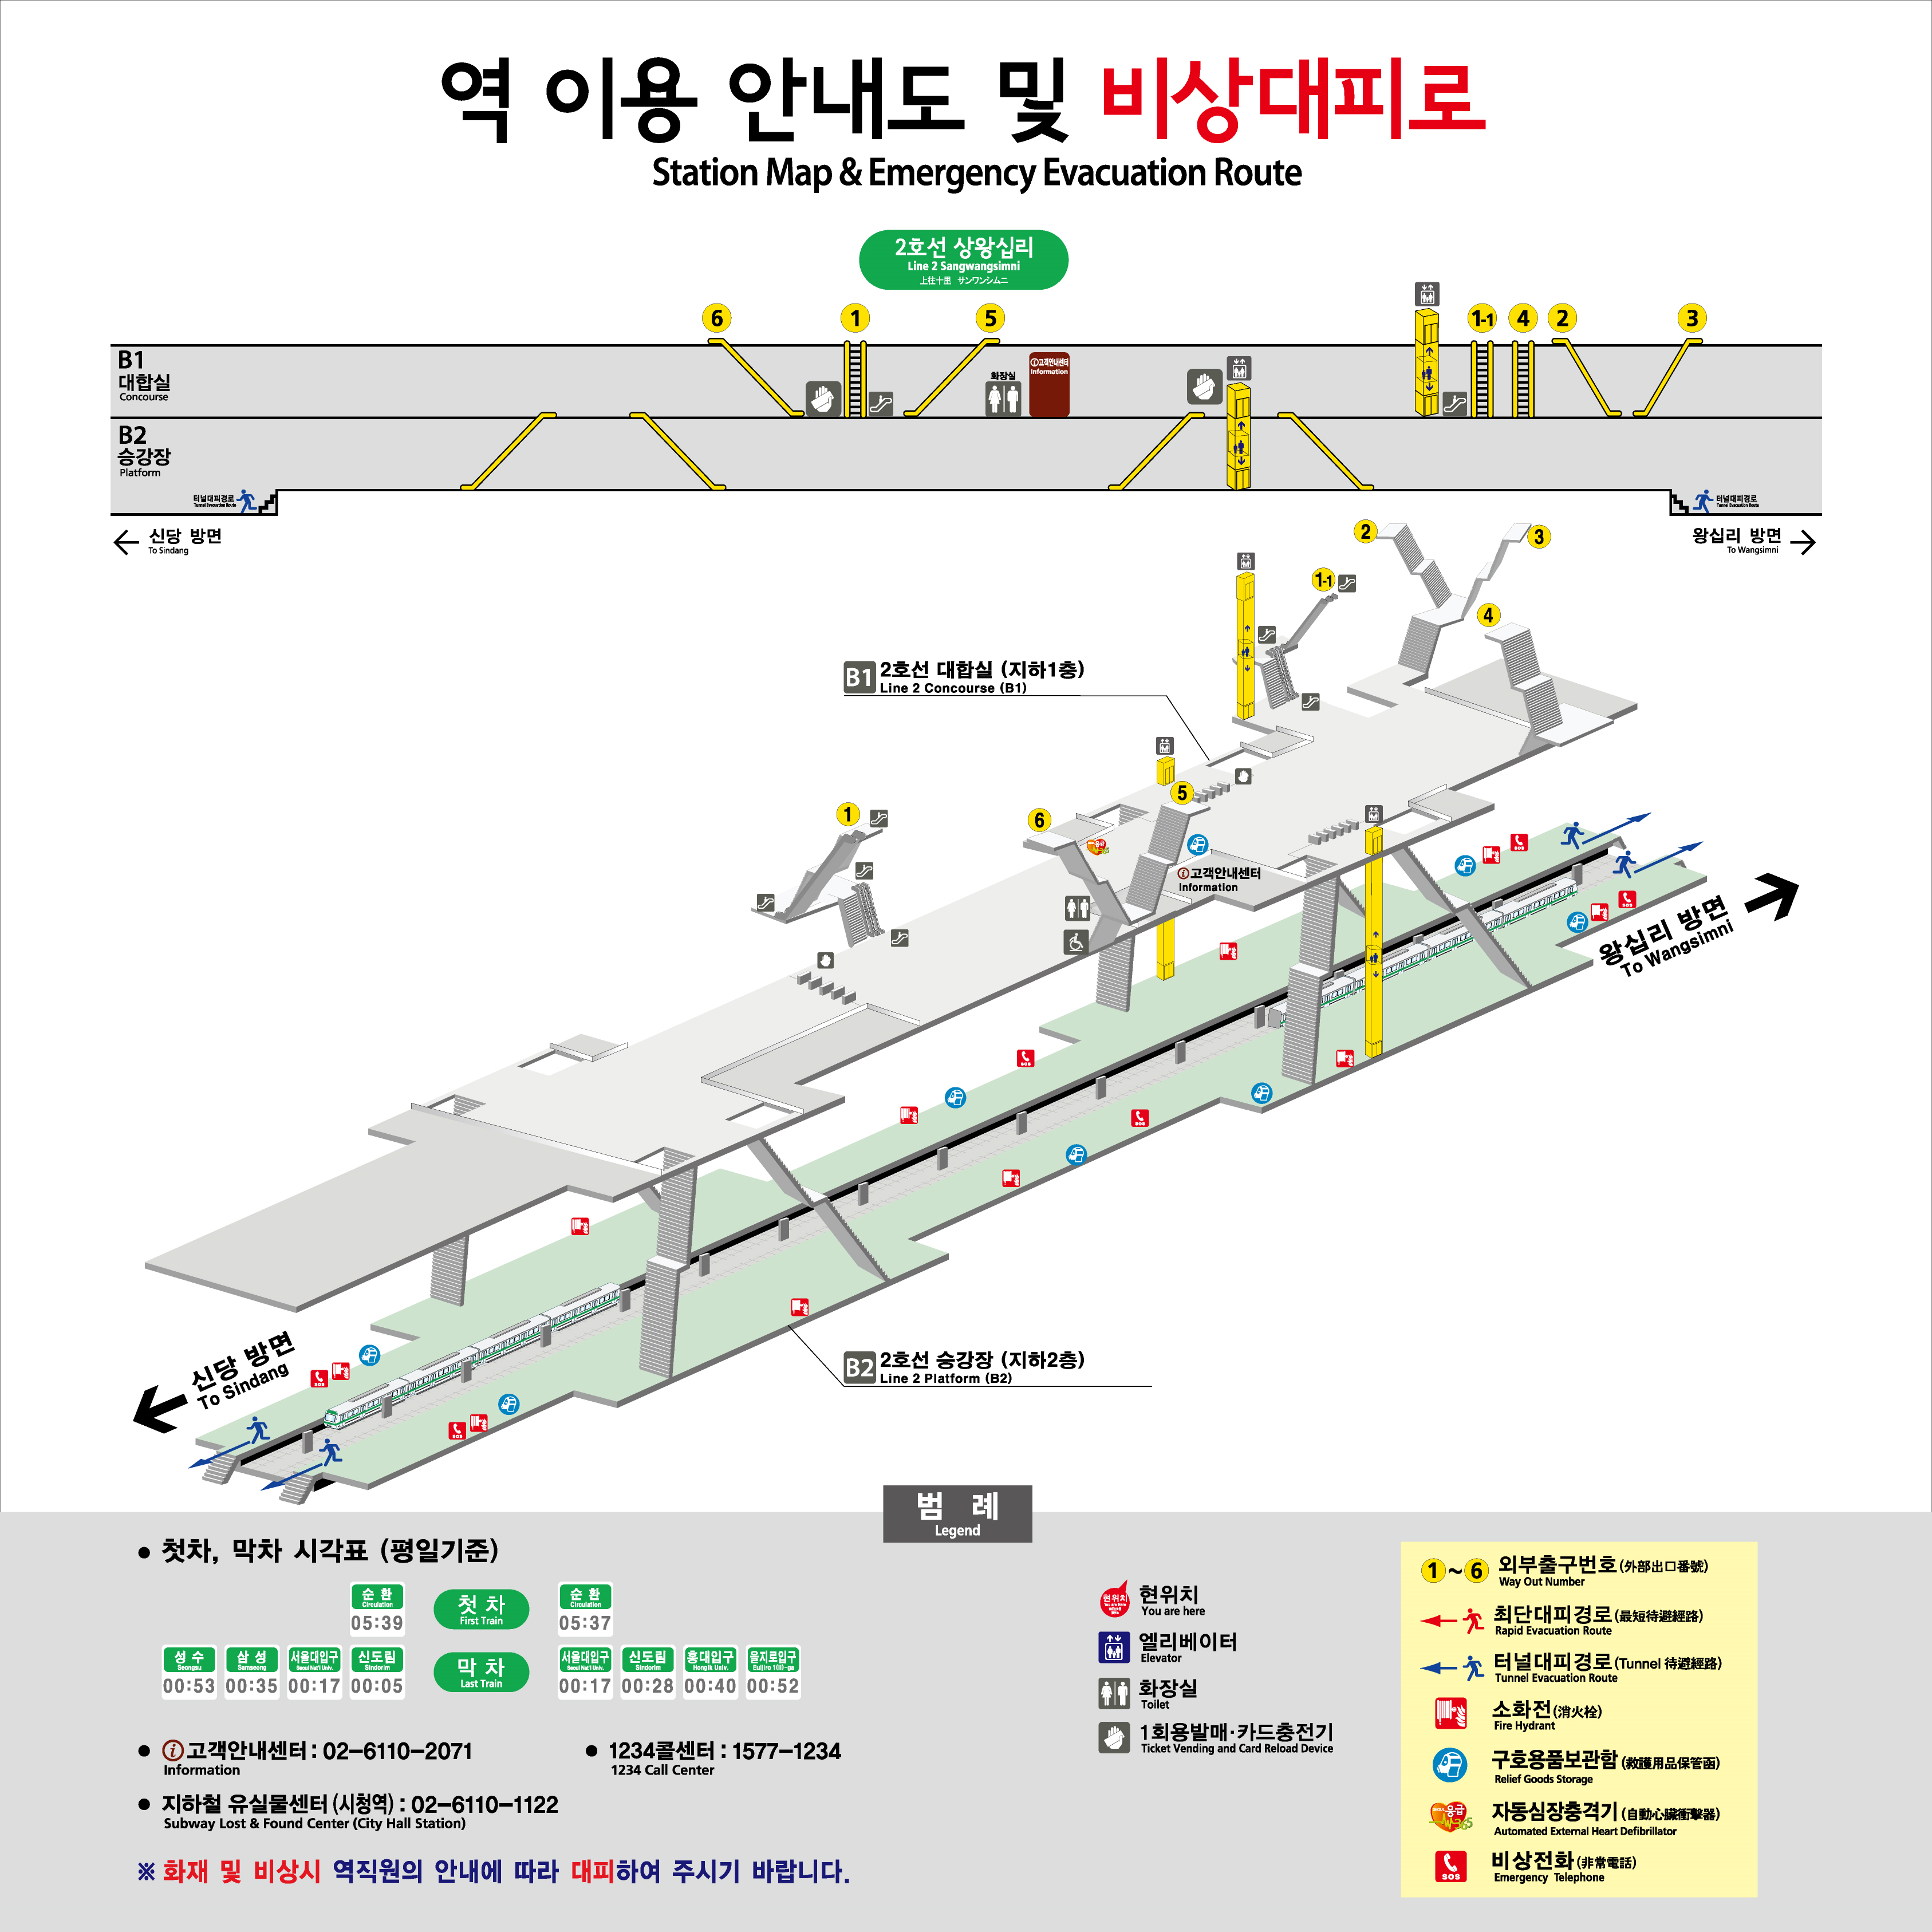 역 이용 안내도 및 비상대피로
Station Map & Emergency Evacuation Route
2호선 상왕십리
Line 2 Sangwangsimni
上往十里 サンワンシムニ
6
1
5
1-1
4
2
3
B1
대합실
Concourse
화장실
고객안내센터
Information
B2
승강장
Platform
터널대피경로
Tunnel Evacuation Route
터널대피경로
Tunnel Evacuation Route
신당 방면
To Sindang
왕십리 방면
To Wangsimni
2
3
1-1
4
B1 2호선 대합실 (지하1층)
Line 2 Concourse (B1)
5
1
6
고객안내센터
Information
왕십리 방면
To Wangsimni
신당 방면
To Sindang
B2 2호선 승강장 (지하2층)
Line 2 Platform (B2)
범 례
Legend
● 첫차, 막차 시각표 (평일기준)
순 환
Circulation
05:39
첫 차
First Train
순 환
Circulation
05:37
성 수
Seongsu
00:53
삼 성
Samseong
00:35
서울대입구
Seoul Nat'l Univ.
00:17
신도림
Sindorim
00:05
막 차
Last Train
서울대입구
Seoul Nat'l Univ.
00:17
신도림
Sindorim
00:28
홍대입구
Hongik Univ.
00:40
을지로입구
Euljiro 1(il)-ga
00:52
● 고객안내센터 : 02-6110-2071
Information
● 1234콜센터 : 1577-1234
1234 Call Center
● 지하철 유실물센터 (시청역) : 02-6110-1122
Subway Lost & Found Center (City Hall Station)
※ 화재 및 비상시 역직원의 안내에 따라 대피하여 주시기 바랍니다.
현위치
현위치
You are here
엘리베이터
Elevator
화장실
Toilet
1회용발매·카드충전기
Ticket Vending and Card Reload Device
1~6 외부출구번호(外部出口番號)
Way Out Number
최단대피경로(最短待避經路)
Rapid Evacuation Route
터널대피경로(Tunnel 待避經路)
Tunnel Evacuation Route
소화전(消火栓)
Fire Hydrant
구호용품보관함(救護用品保管函)
Relief Goods Storage
응급
자동심장충격기(自動心臟衝擊器)
Automated External Heart Defibrillator
SOS
비상전화(非常電話)
Emergency Telephone